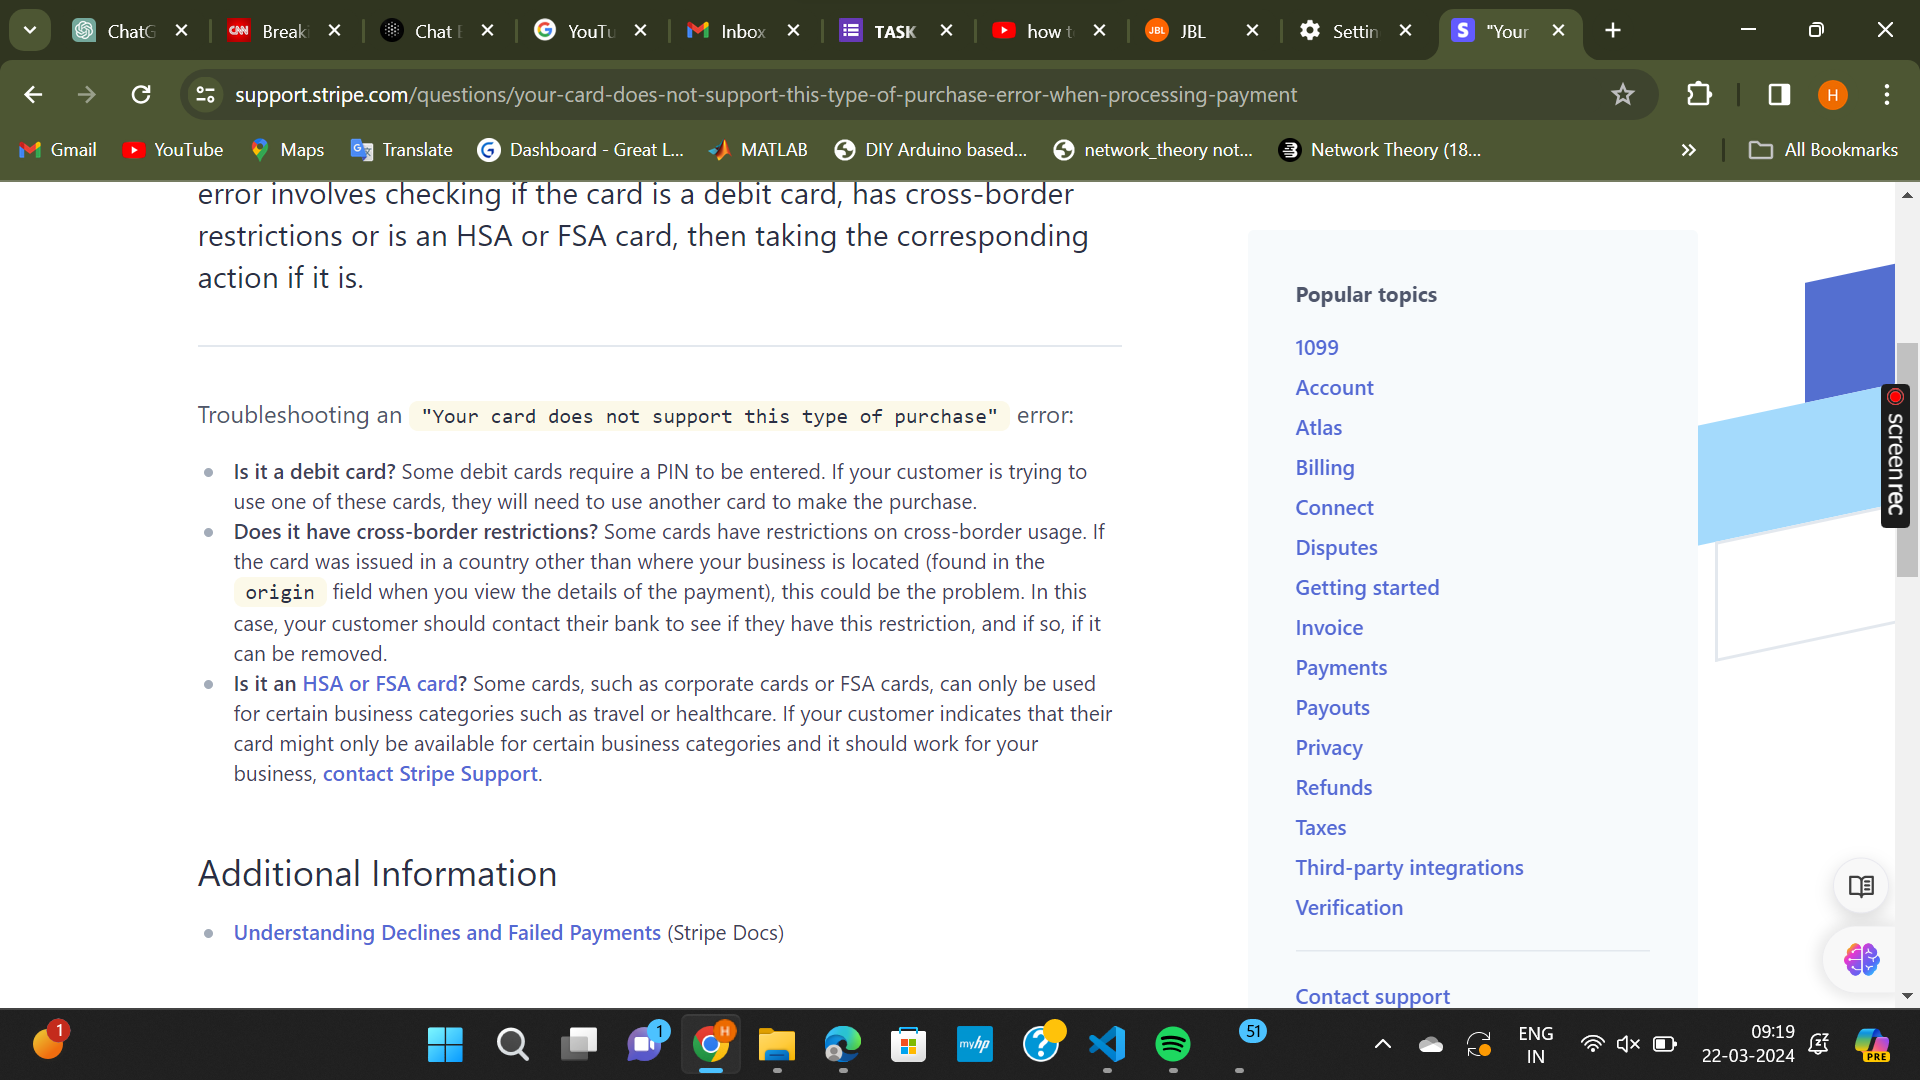 ChatG
Breaki
Chat
YouTu
Inbox
TASK
how t
JBL
JBL
Settin
"Your
support.stripe.com/questions/your-card-does-not-support-this-type-of-purchase-error-when-processing-payment
H
Gmail
YouTube
Maps
Translate
Dashboard - Great L...
MATLAB
DIY Arduino based...
network_theory not...
Network Theory (18...
»
All Bookmarks
error involves checking if the card is a debit card, has cross-border
restrictions or is an HSA or FSA card, then taking the corresponding
action if it is.
Troubleshooting an "Your card does not support this type of purchase" error:
Is it a debit card? Some debit cards require a PIN to be entered. If your customer is trying to
use one of these cards, they will need to use another card to make the purchase.
Does it have cross-border restrictions? Some cards have restrictions on cross-border usage. If
the card was issued in a country other than where your business is located (found in the
origin field when you view the details of the payment), this could be the problem. In this
case, your customer should contact their bank to see if they have this restriction, and if so, if it
can be removed.
Is it an HSA or FSA card? Some cards, such as corporate cards or FSA cards, can only be used
for certain business categories such as travel or healthcare. If your customer indicates that their
card might only be available for certain business categories and it should work for your
business, contact Stripe Support.
Additional Information
Understanding Declines and Failed Payments (Stripe Docs)
Popular topics
1099
Account
Atlas
Billing
Connect
Disputes
Getting started
Invoice
Payments
Payouts
Privacy
Refunds
Taxes
Third-party integrations
Verification
Contact support
screen rec
1
1
H
myhp
51
ENG
IN
09:19
22-03-2024
PRE